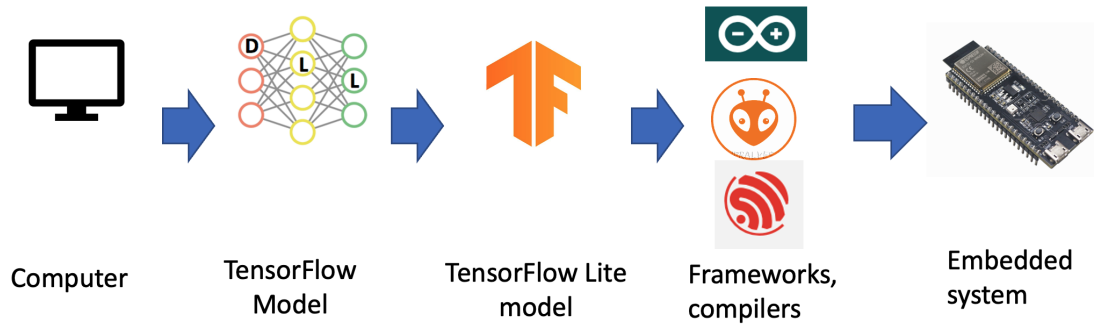 D
L
L
Computer
TensorFlow
Model
TensorFlow Lite
model
Frameworks,
compilers
Embedded
system